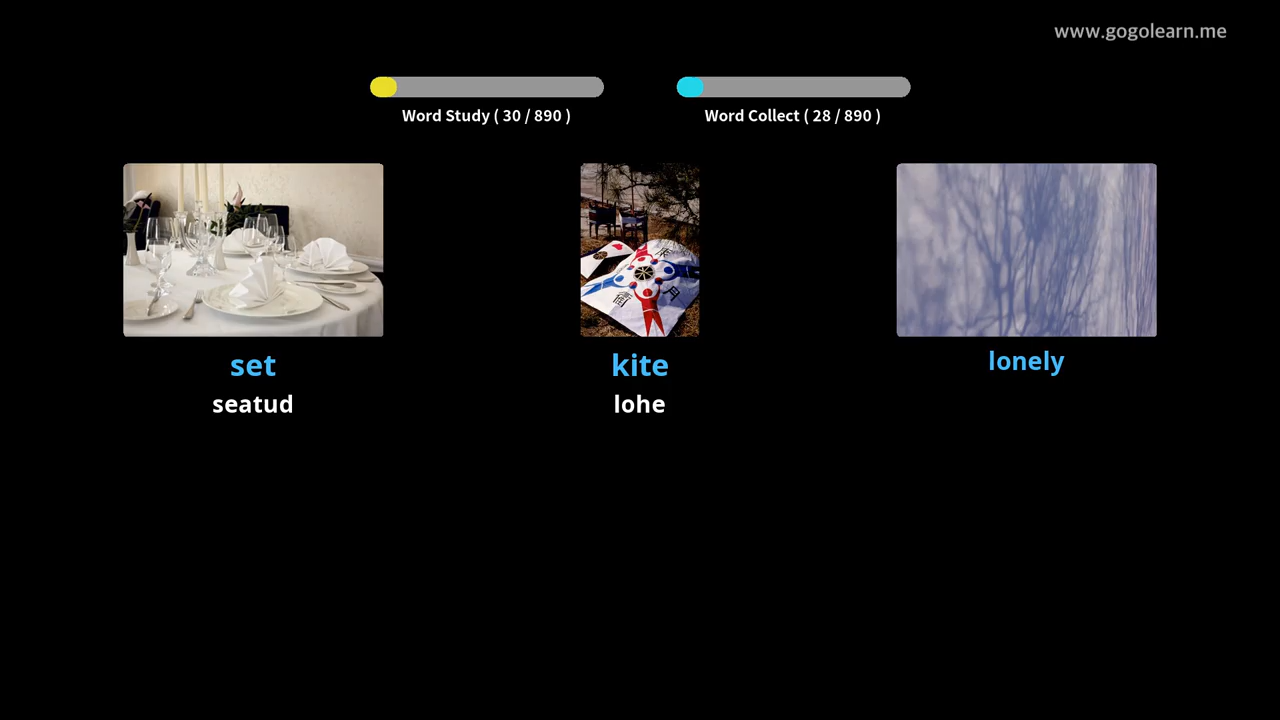 www.gogolearn.me
Word Study ( 30 / 890 )
Word Collect ( 28 / 890 )
set
kite
lonely
seatud
lohe